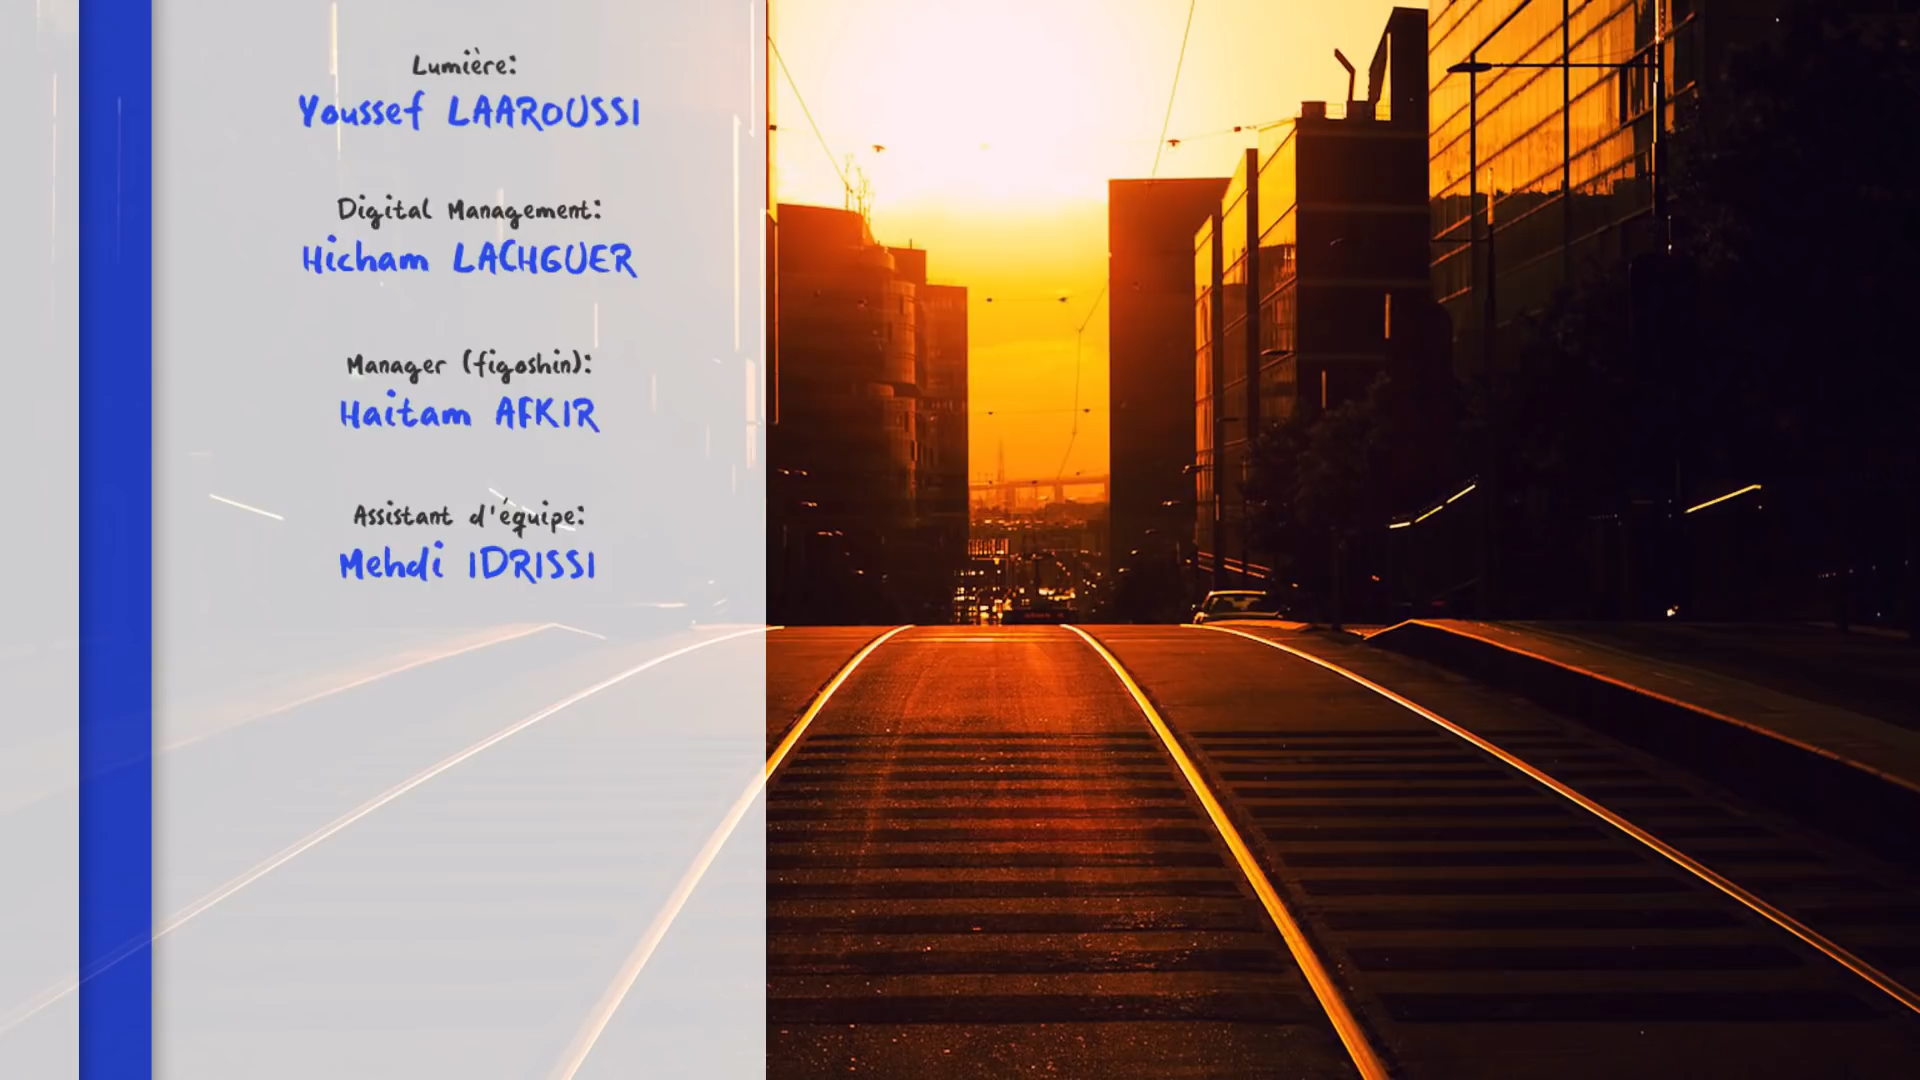 Lumière:
Youssef LAAROUSSI
Digital Management:
Hicham LACHGUER
Manager (figoshin):
Haitam AFKIR
Assistant d'équipe:
Mehdi IDRISSI